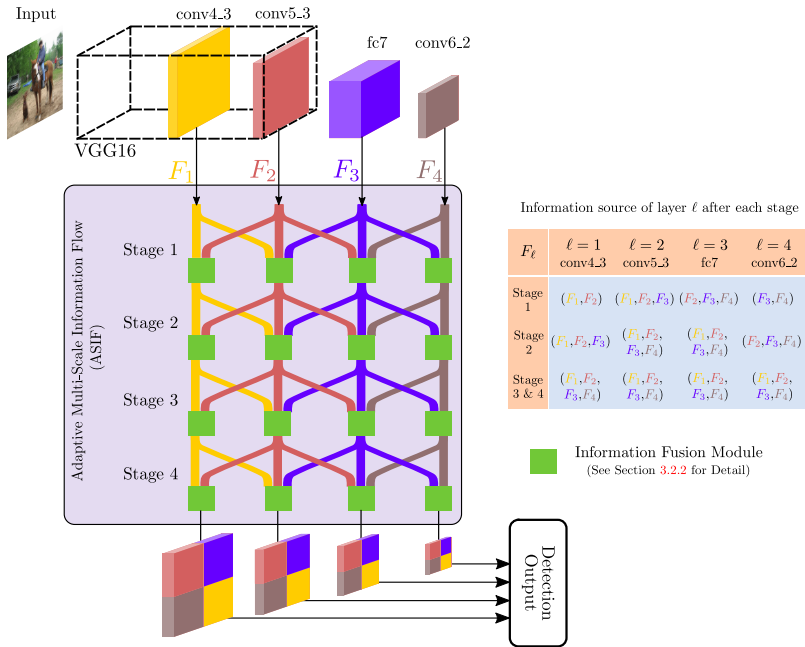 Input
conv4_3
conv5_3
fc7
conv6_2
VGG16
F1
F2
F3
F4
Adaptive Multi-Scale Information Flow
(ASIF)
Stage 1
Stage 2
Stage 3
Stage 4
Information source of layer ℓ after each stage
Fℓ
ℓ = 1
ℓ = 2
ℓ = 3
ℓ = 4
conv4_3
conv5_3
fc7
conv6_2
Stage
1
(F1,F2)
(F1,F2,F3)
(F2,F3,F4)
(F3,F4)
Stage
2
(F1,F2,F3)
(F1,F2,
F3,F4)
(F1,F2,
F3,F4)
(F2,F3,F4)
Stage
3 & 4
(F1,F2,
F3,F4)
(F1,F2,
F3,F4)
(F1,F2,
F3,F4)
(F1,F2,
F3,F4)
Information Fusion Module
(See Section 3.2.2 for Detail)
Detection
Output